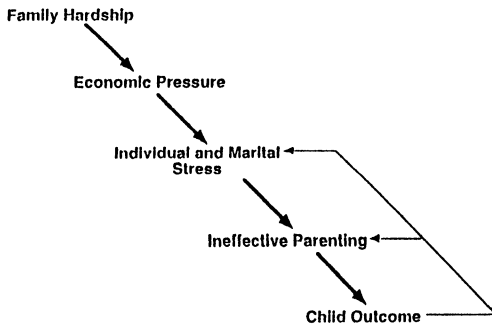 Family Hardship
Economic Pressure
Individual and Marital
Stress
Ineffective Parenting
Child Outcome